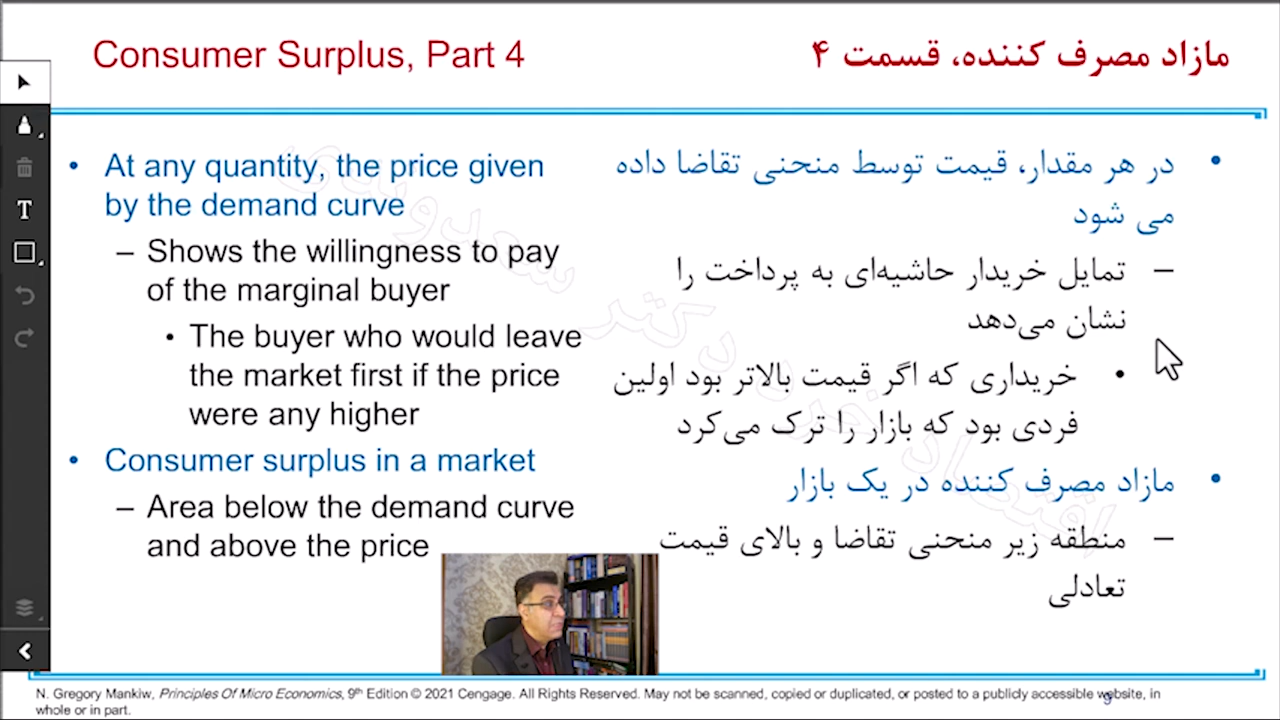 Consumer Surplus, Part 4
مازاد مصرف کننده، قسمت ۴
• At any quantity, the price given
by the demand curve
– Shows the willingness to pay
of the marginal buyer
• The buyer who would leave
the market first if the price
were any higher
• Consumer surplus in a market
– Area below the demand curve
and above the price
• در هر مقدار، قیمت توسط منحنی تقاضا داده
می شود
– تمایل خریدار حاشیه‌ای به پرداخت را
نشان می‌دهد
• خریداری که اگر قیمت بالاتر بود اولین
فردی بود که بازار را ترک می‌کرد
• مازاد مصرف کننده در یک بازار
– منطقه زیر منحنی تقاضا و بالای قیمت
تعادلی
اقتصاد خرد دکتر سعدوندی
N. Gregory Mankiw, Principles Of Micro Economics, 9th Edition © 2021 Cengage. All Rights Reserved. May not be scanned, copied or duplicated, or posted to a publicly accessible website, in
whole or in part.
9